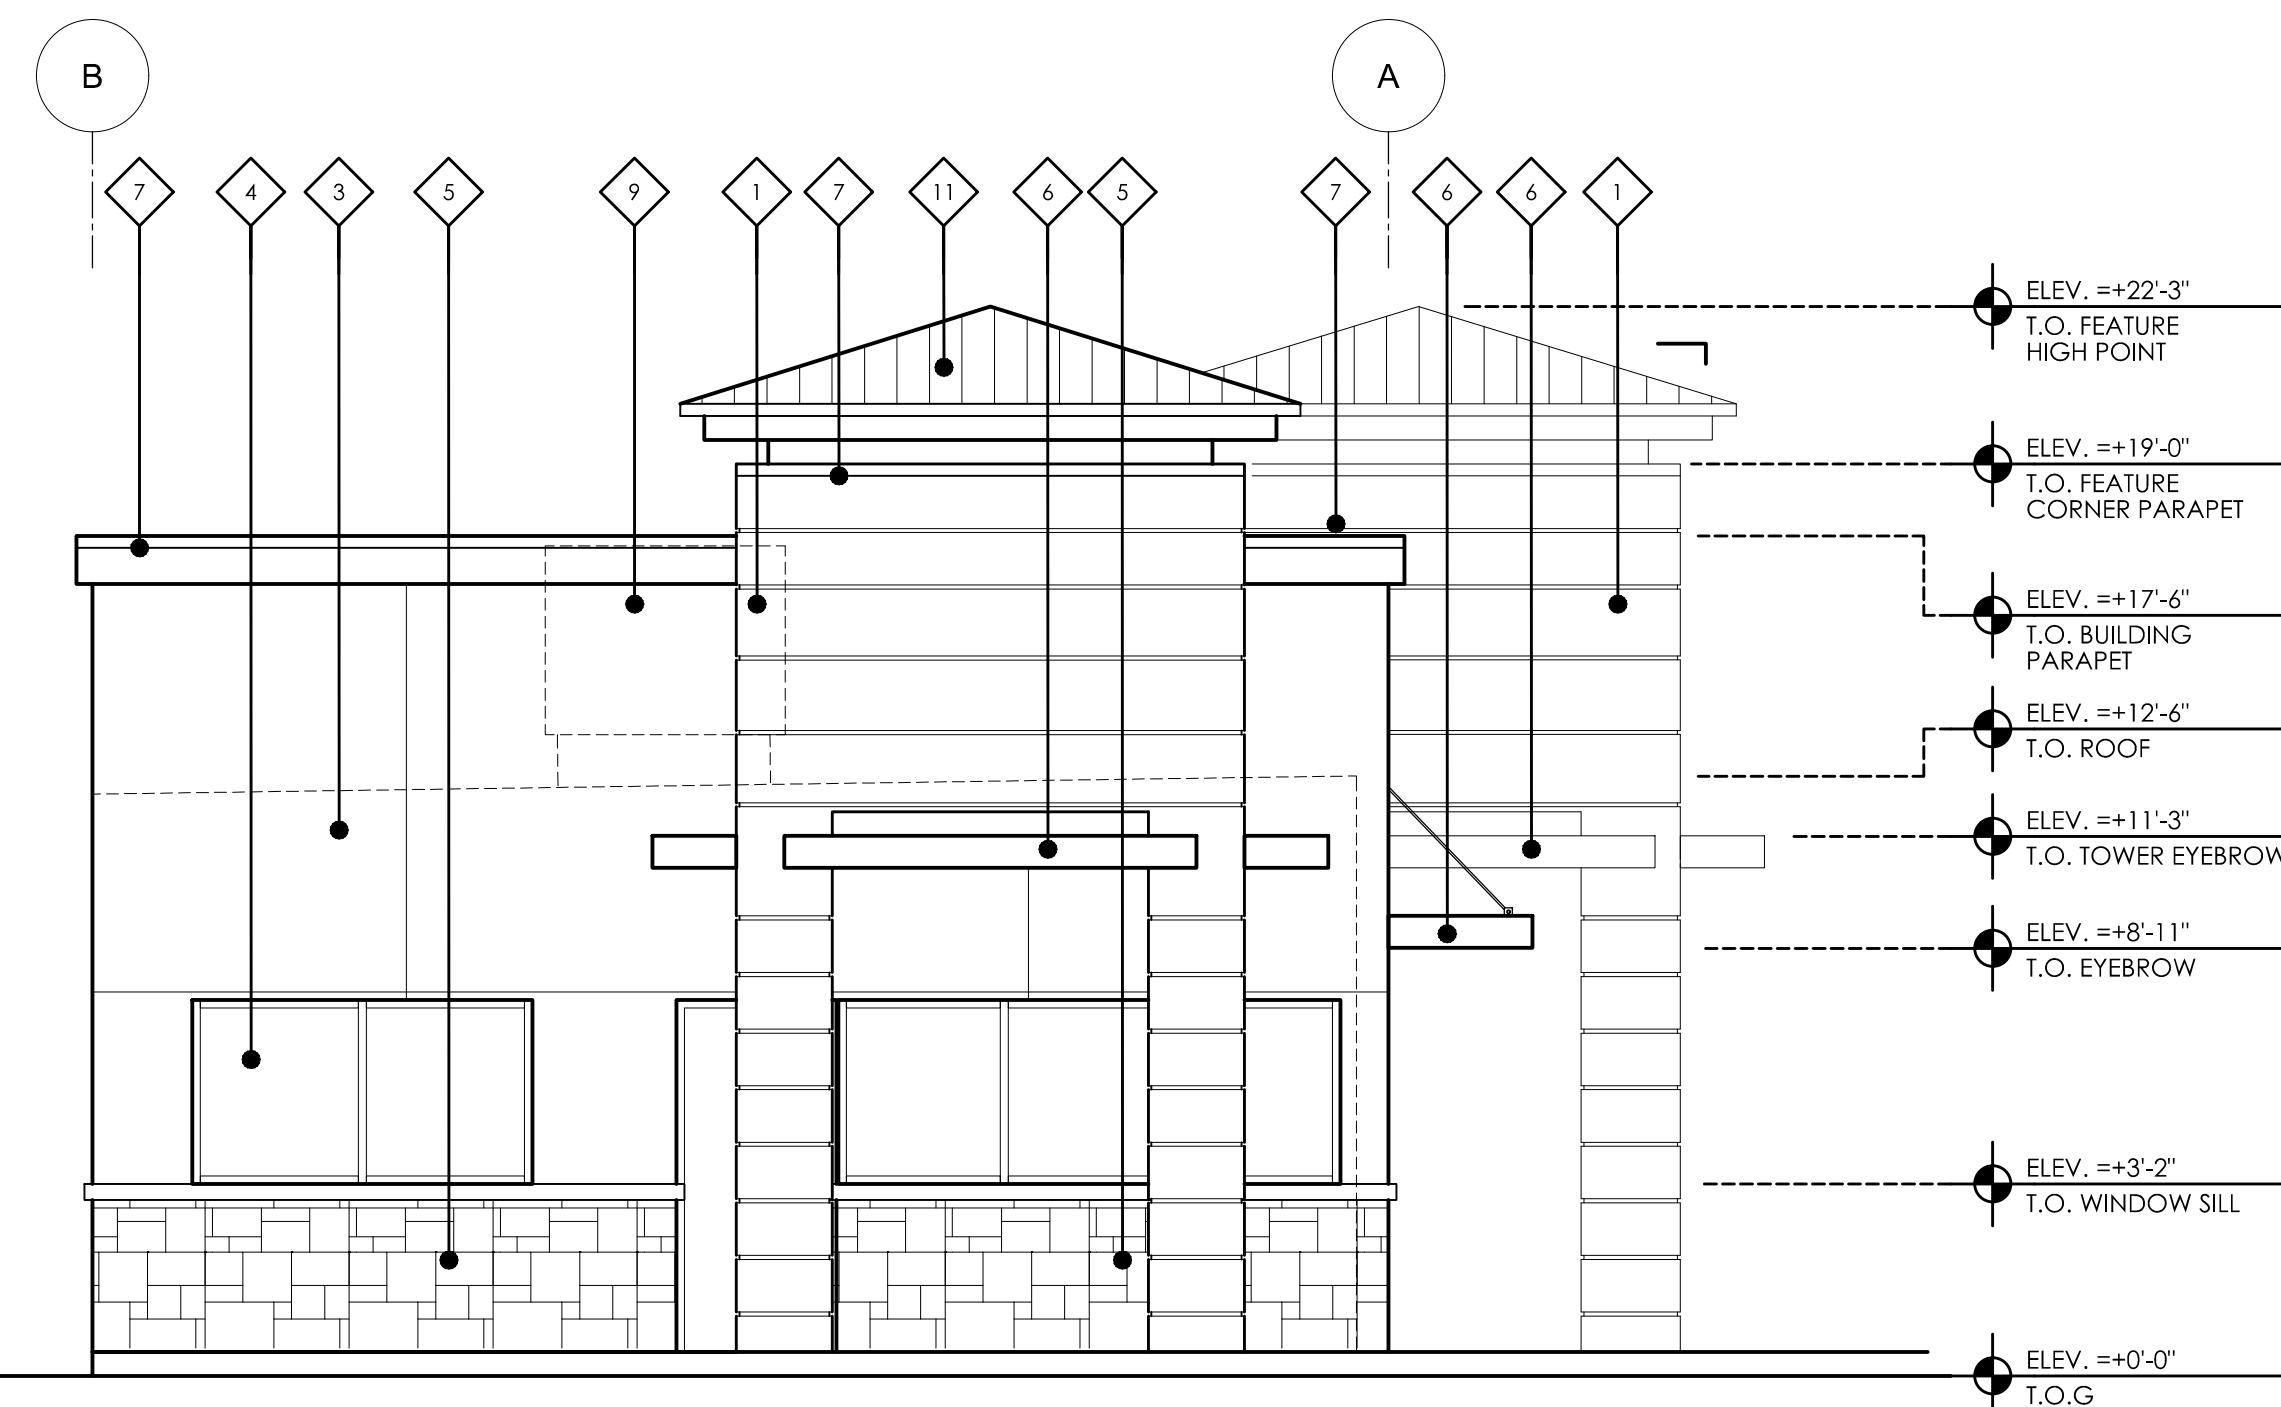 B
A
7 4 3 5 9 1 7 11 6 5 7 6 6 1
ELEV. =+22'-3"
T.O. FEATURE
HIGH POINT
ELEV. =+19'-0"
T.O. FEATURE
CORNER PARAPET
ELEV. =+17'-6"
T.O. BUILDING
PARAPET
ELEV. =+12'-6"
T.O. ROOF
ELEV. =+11'-3"
T.O. TOWER EYEBROW
ELEV. =+8'-11"
T.O. EYEBROW
ELEV. =+3'-2"
T.O. WINDOW SILL
ELEV. =+0'-0"
T.O.G